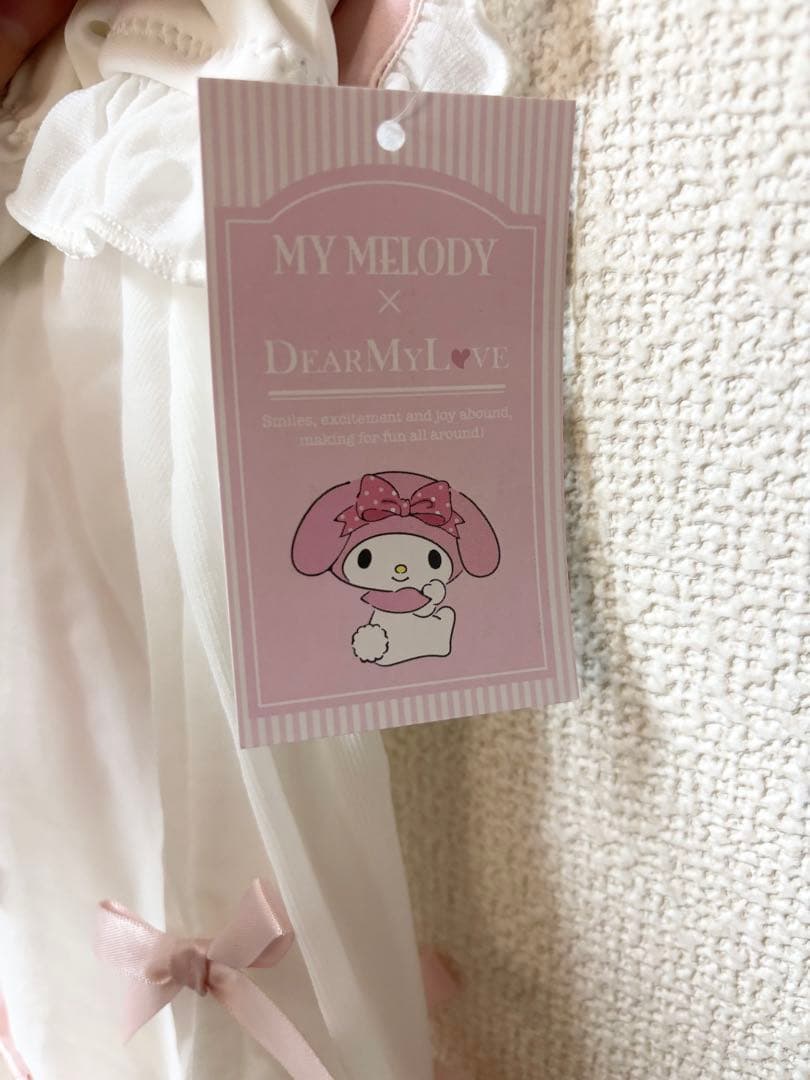 MY MELODY
×
DEARMYLOVE
Smiles, excitement and joy abound,
making for fun all around!